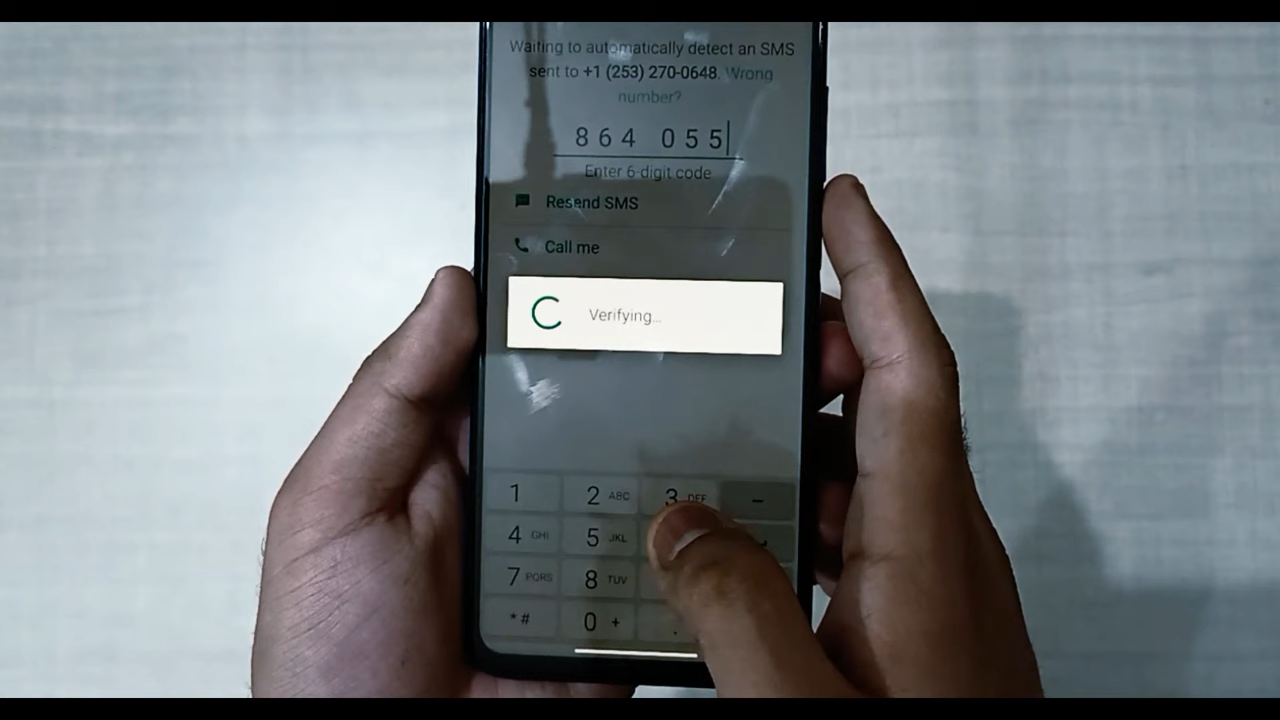 Waiting to automatically detect an SMS
sent to +1 (253) 270-0648. Wrong
number?
864 055
Enter 6-digit code
Resend SMS
Call me
Verifying...
1 2 ABC 3 DEF –
4 GHI 5 JKL
7 PQRS 8 TUV
* # 0 + .